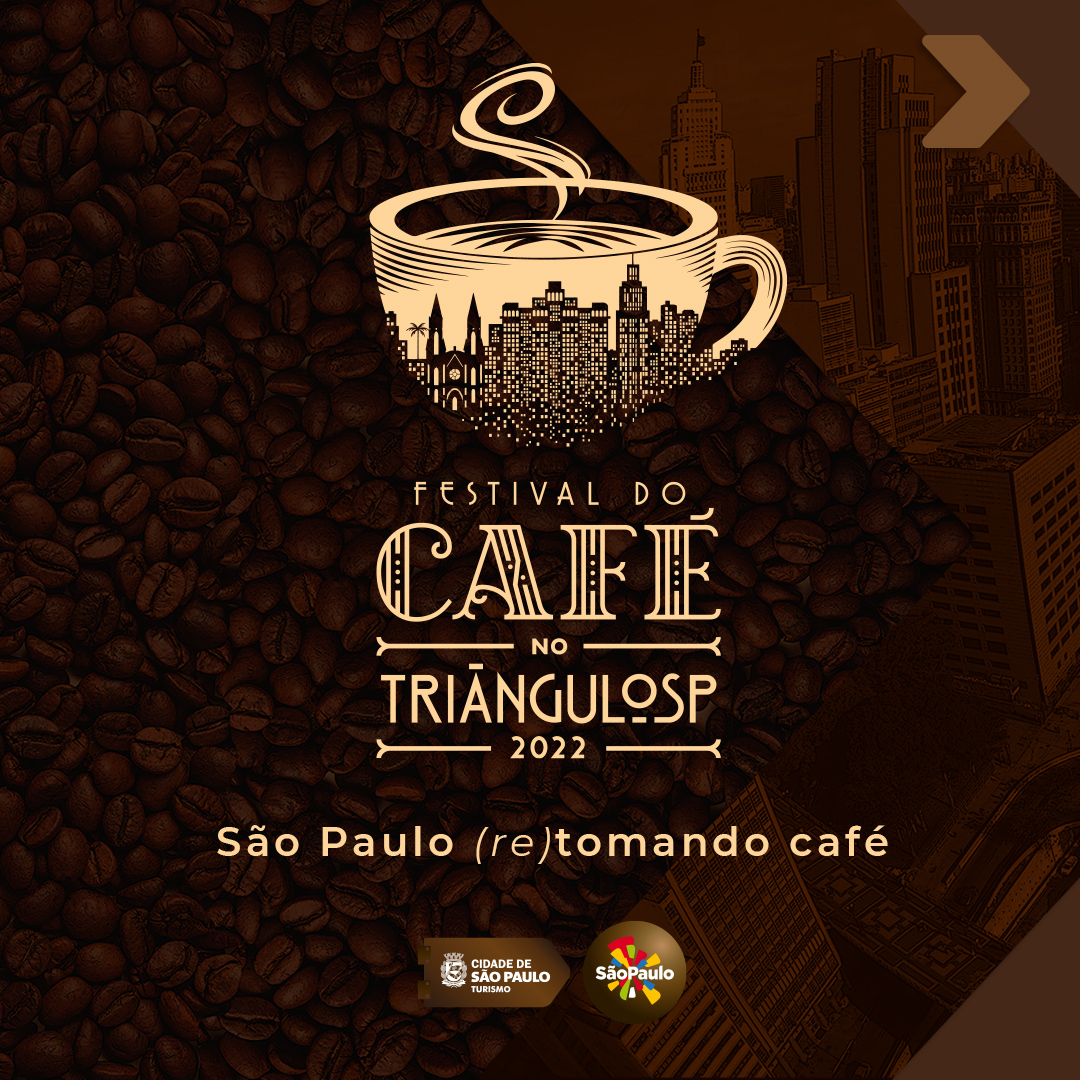 FESTIVAL DO
CAFÉ
NO
TRIÂNGULOSP
2022
São Paulo (re)tomando café
CIDADE DE
SÃO PAULO
TURISMO
SãoPaulo